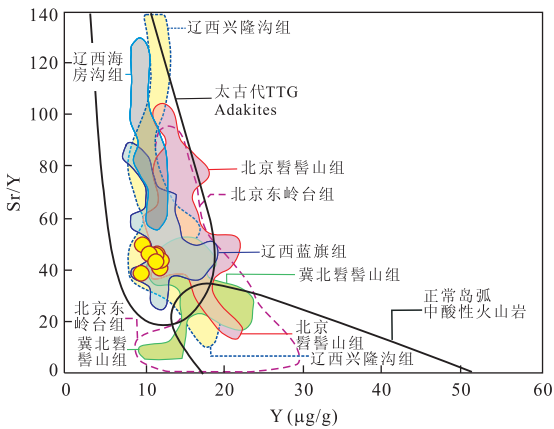 辽西兴隆沟组
辽西海
房沟组
太古代TTG
Adakites
北京髫髻山组
北京东岭台组
辽西蓝旗组
冀北髫髻山组
正常岛弧
中酸性火山岩
北京东
岭台组
冀北髫
髻山组
北京
髫髻山组
辽西兴隆沟组
Sr/Y
140
120
100
80
60
40
20
0
0
10
20
30
40
50
60
Y (μg/g)